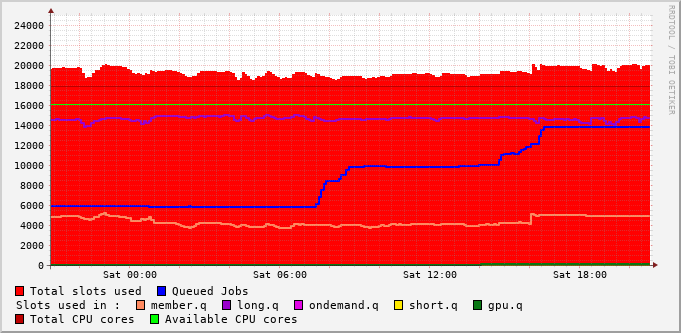 24000
22000
20000
18000
16000
14000
12000
10000
8000
6000
4000
2000
0
Sat 00:00 Sat 06:00 Sat 12:00 Sat 18:00
Total slots used Queued Jobs
Slots used in : member.q long.q ondemand.q short.q gpu.q
Total CPU cores Available CPU cores
RRDTOOL / TOBI OETIKER